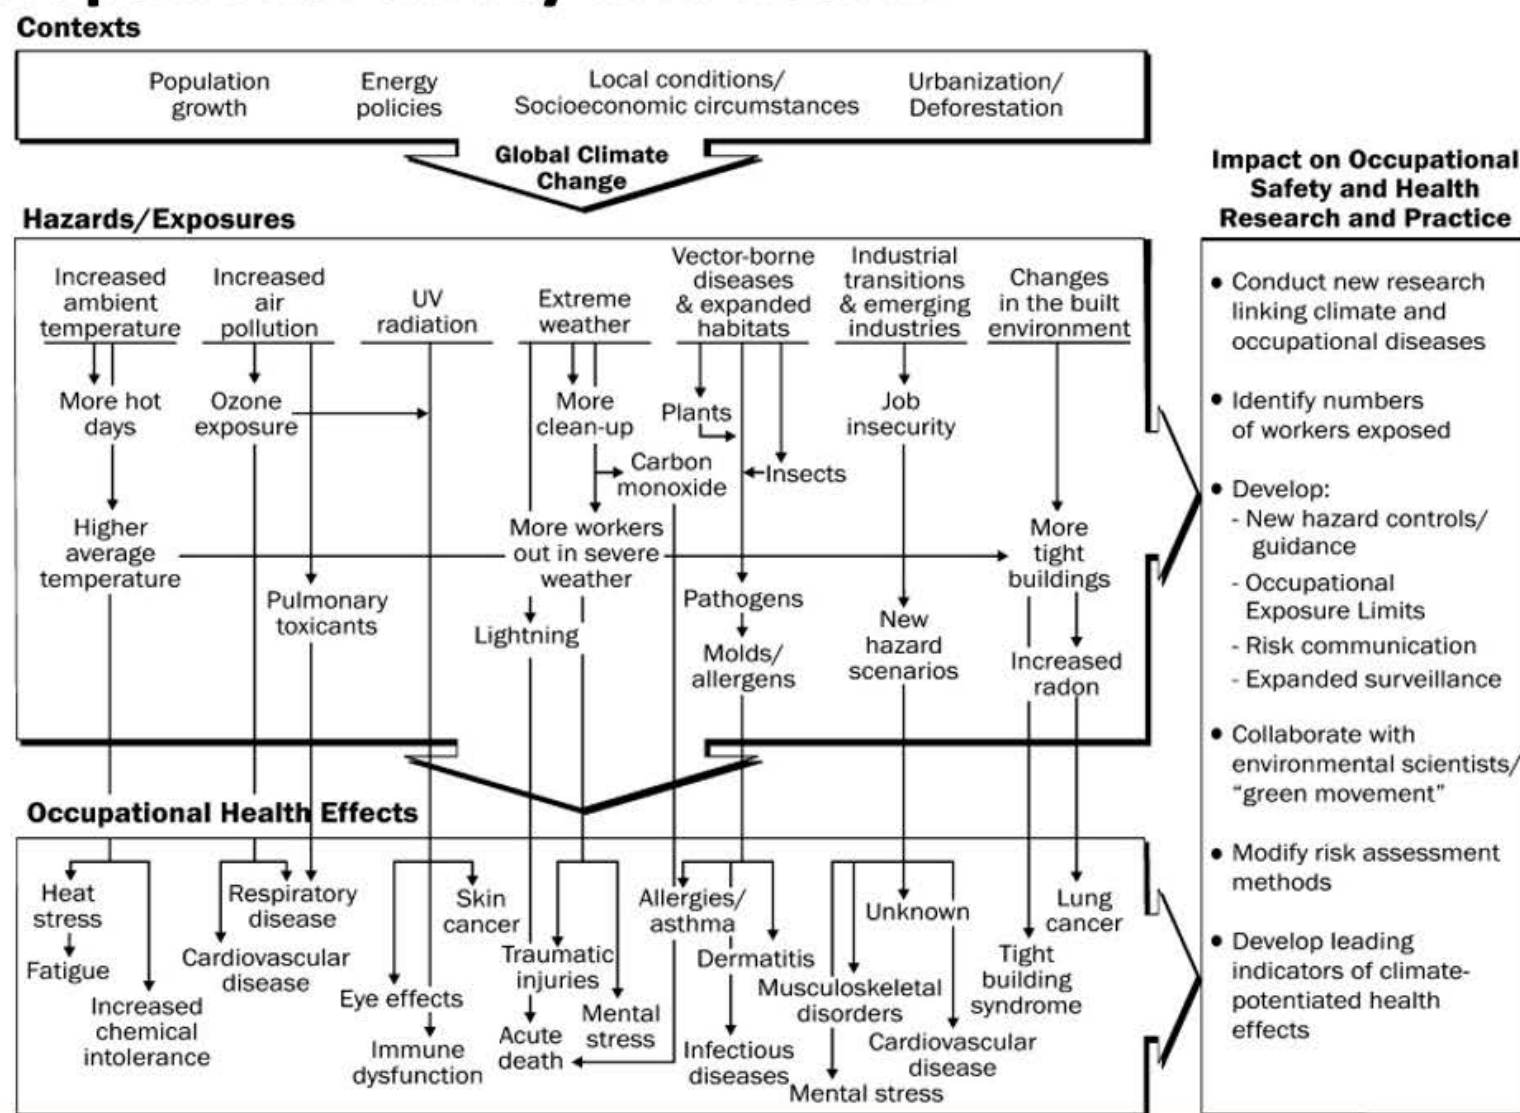 Contexts
Population
growth
Energy
policies
Local conditions/
Socioeconomic circumstances
Urbanization/
Deforestation
Global Climate
Change
Hazards/Exposures
Increased
ambient
temperature
Increased
air
pollution
UV
radiation
Extreme
weather
Vector-borne
diseases
& expanded
habitats
Industrial
transitions
& emerging
industries
Changes
in the built
environment
More hot
days
Ozone
exposure
More
clean-up
Plants
Job
insecurity
Carbon
monoxide
Insects
Higher
average
temperature
More workers
out in severe
weather
More
tight
buildings
Pulmonary
toxicants
Lightning
Pathogens
Molds/
allergens
New
hazard
scenarios
Increased
radon
Occupational Health Effects
Heat
stress
Fatigue
Increased
chemical
intolerance
Respiratory
disease
Cardiovascular
disease
Skin
cancer
Eye effects
Immune
dysfunction
Traumatic
injuries
Mental
stress
Acute
death
Allergies/
asthma
Dermatitis
Infectious
diseases
Unknown
Musculoskeletal
disorders
Cardiovascular
disease
Mental stress
Tight
building
syndrome
Lung
cancer
Impact on Occupational
Safety and Health
Research and Practice
• Conduct new research
linking climate and
occupational diseases
• Identify numbers
of workers exposed
• Develop:
- New hazard controls/
guidance
- Occupational
Exposure Limits
- Risk communication
- Expanded surveillance
• Collaborate with
environmental scientists/
“green movement”
• Modify risk assessment
methods
• Develop leading
indicators of climate-
potentiated health
effects